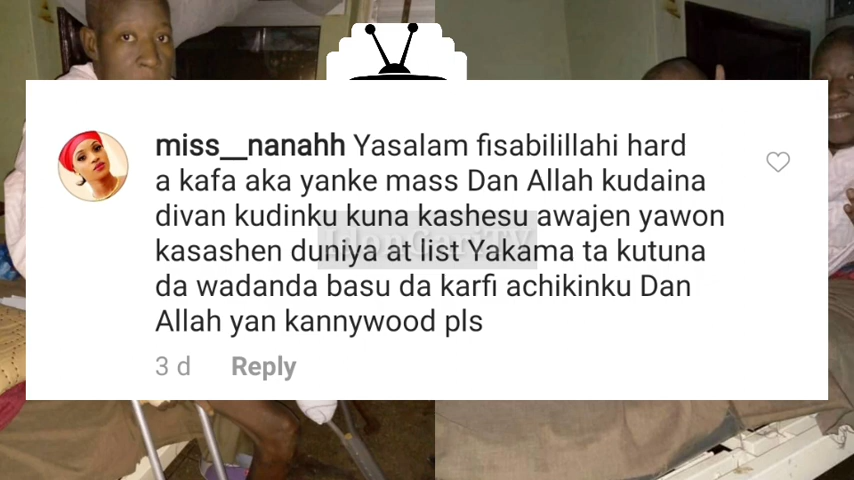 miss__nanahh Yasalam fisabilillahi hard
a kafa aka yanke mass Dan Allah kudaina
divan kudinku kuna kashesu awajen yawon
kasashen duniya at list Yakama ta kutuna
da wadanda basu da karfi achikinku Dan
Allah yan kannywood pls
3 d Reply